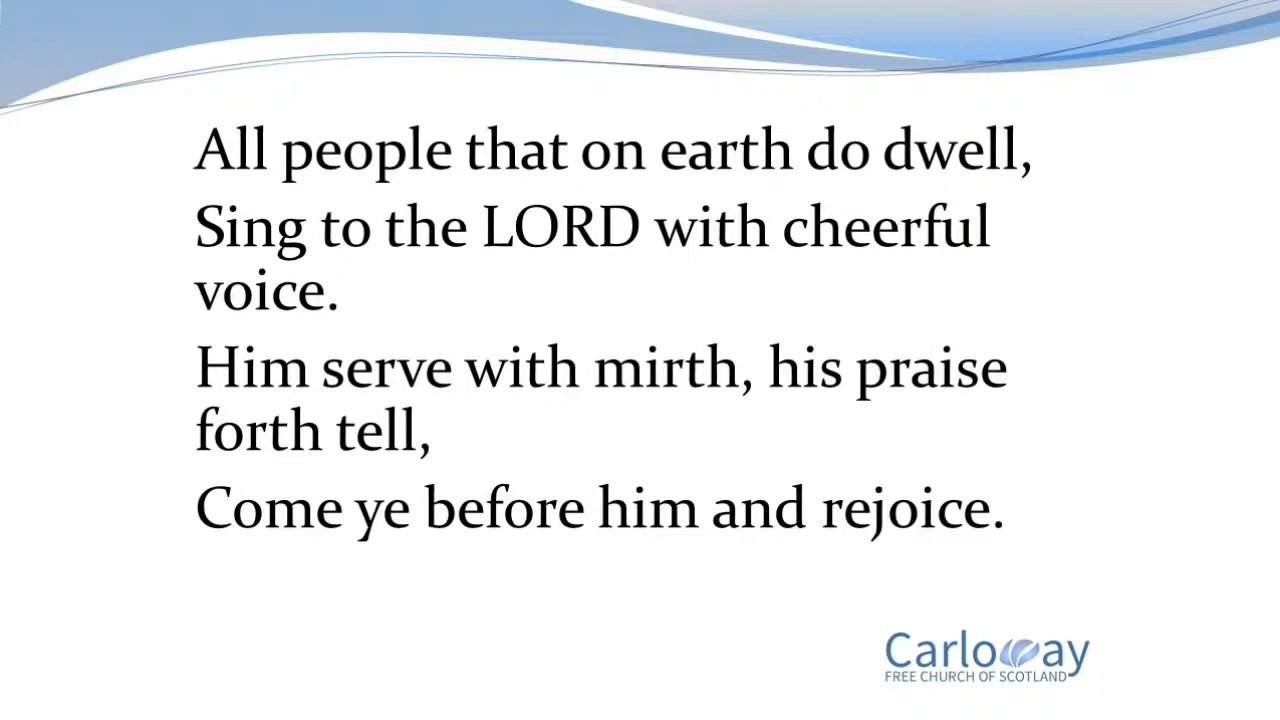 All people that on earth do dwell,
Sing to the LORD with cheerful
voice.
Him serve with mirth, his praise
forth tell,
Come ye before him and rejoice.
Carloway
FREE CHURCH OF SCOTLAND